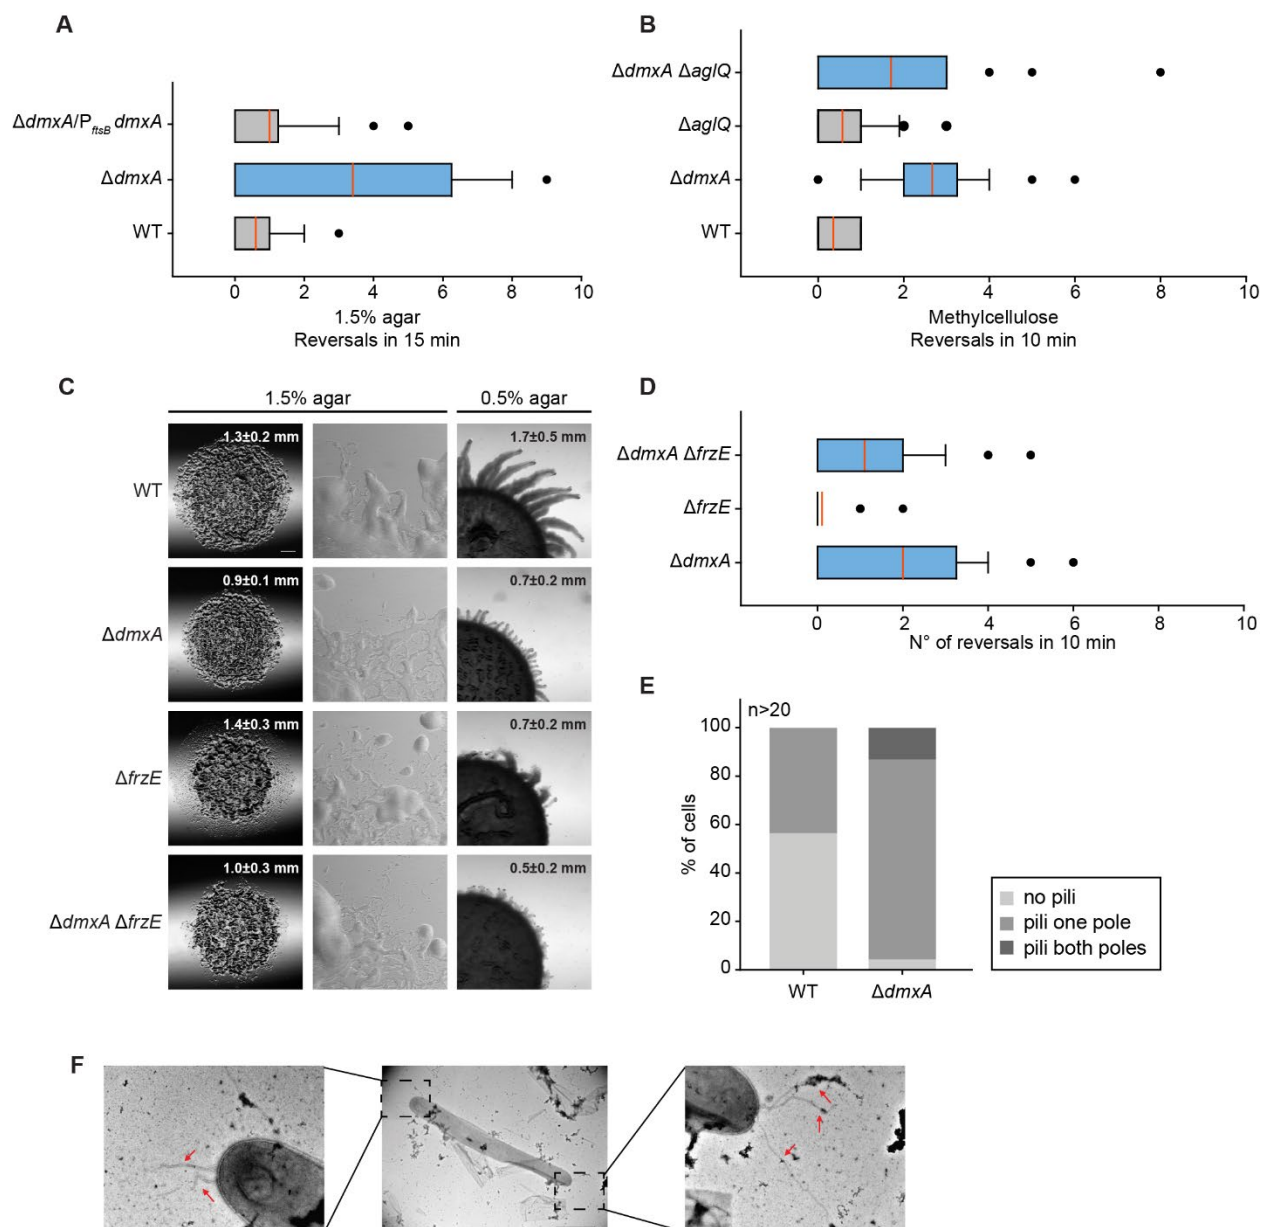 A
ΔdmxA/PftsB dmxA
ΔdmxA
WT
0 2 4 6 8 10
1.5% agar
Reversals in 15 min
B
ΔdmxA ΔaglQ
ΔaglQ
ΔdmxA
WT
0 2 4 6 8 10
Methylcellulose
Reversals in 10 min
C
1.5% agar 0.5% agar
WT
1.3±0.2 mm 1.7±0.5 mm
ΔdmxA
0.9±0.1 mm 0.7±0.2 mm
ΔfrzE
1.4±0.3 mm 0.7±0.2 mm
ΔdmxA ΔfrzE
1.0±0.3 mm 0.5±0.2 mm
D
ΔdmxA ΔfrzE
ΔfrzE
ΔdmxA
0 2 4 6 8 10
N° of reversals in 10 min
E
n>20
100
80
60
40
20
0
% of cells
WT ΔdmxA
no pili
pili one pole
pili both poles
F